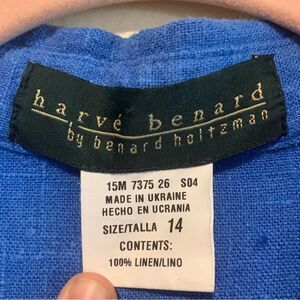 harvé benard
by benard holtzman
15M 7375 26 S04
MADE IN UKRAINE
HECHO EN UCRANIA
SIZE/TALLA 14
CONTENTS:
100% LINEN/LINO